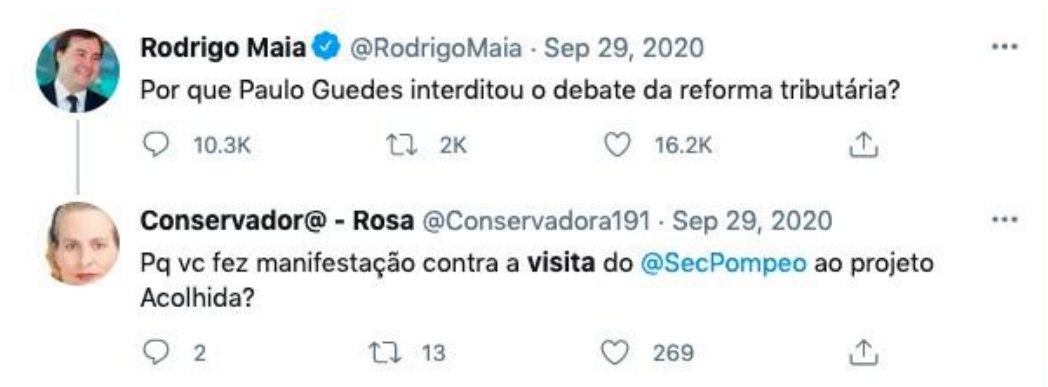 Rodrigo Maia @RodrigoMaia · Sep 29, 2020
Por que Paulo Guedes interditou o debate da reforma tributária?
10.3K 2K 16.2K
Conservador@ - Rosa @Conservadora191 · Sep 29, 2020
Pq vc fez manifestação contra a visita do @SecPompeo ao projeto
Acolhida?
2 13 269